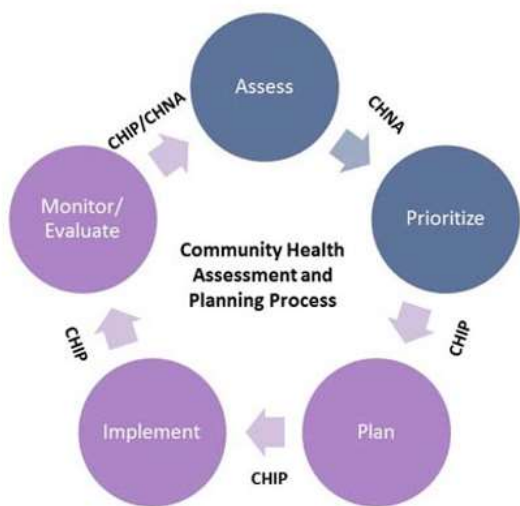 Assess
CHNA
Prioritize
CHIP
Plan
CHIP
Implement
CHIP
Monitor/
Evaluate
CHIP/CHNA
Community Health
Assessment and
Planning Process